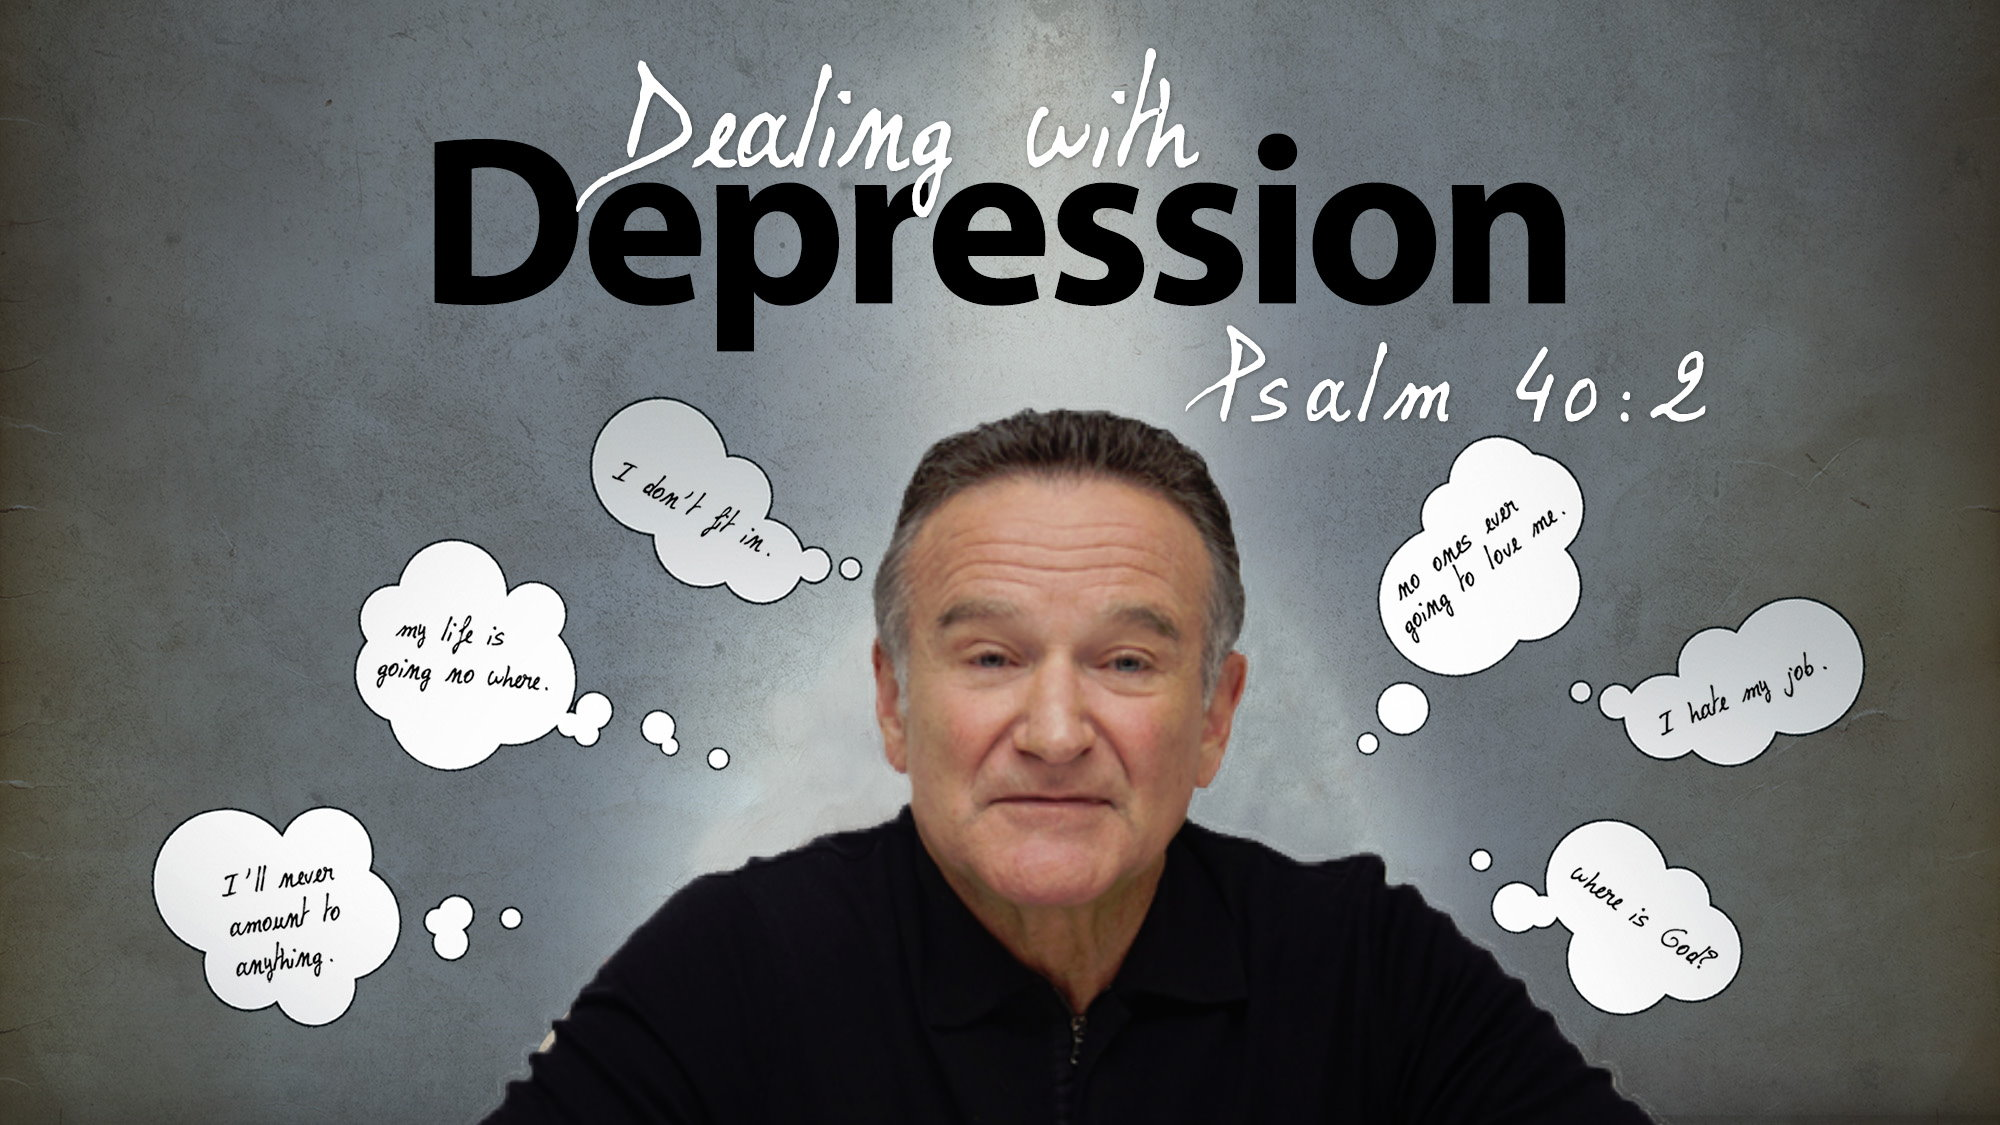 Dealing with
Depression
Psalm 40:2
I don't fit in.
no ones ever
going to love me.
my life is
going no where.
I hate my job.
I'll never
amount to
anything.
where is God?